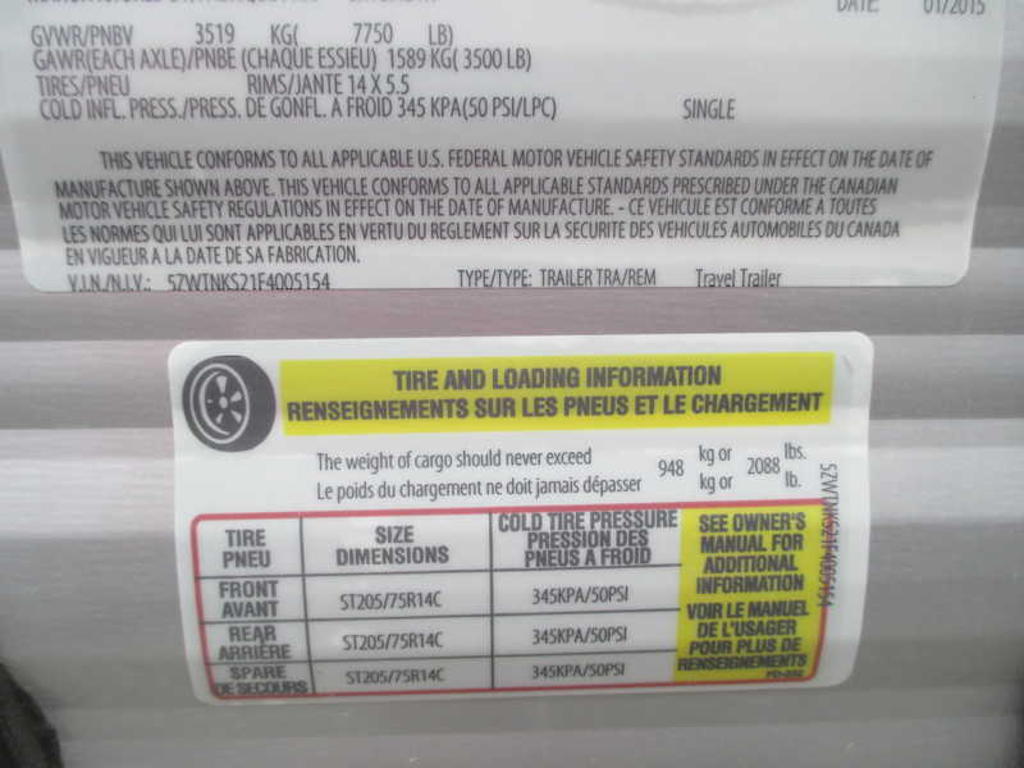 DATE: 01/2015
GVWR/PNBV 3519 KG( 7750 LB)
GAWR(EACH AXLE)/PNBE (CHAQUE ESSIEU) 1589 KG( 3500 LB)
TIRES/PNEU RIMS/JANTE 14 X 5.5
COLD INFL. PRESS./PRESS. DE GONFL. A FROID 345 KPA(50 PSI/LPC) SINGLE
THIS VEHICLE CONFORMS TO ALL APPLICABLE U.S. FEDERAL MOTOR VEHICLE SAFETY STANDARDS IN EFFECT ON THE DATE OF
MANUFACTURE SHOWN ABOVE. THIS VEHICLE CONFORMS TO ALL APPLICABLE STANDARDS PRESCRIBED UNDER THE CANADIAN
MOTOR VEHICLE SAFETY REGULATIONS IN EFFECT ON THE DATE OF MANUFACTURE. - CE VEHICULE EST CONFORME A TOUTES
LES NORMES QUI LUI SONT APPLICABLES EN VERTU DU REGLEMENT SUR LA SECURITE DES VEHICULES AUTOMOBILES DU CANADA
EN VIGUEUR A LA DATE DE SA FABRICATION.
V.I.N./N.I.V.: 5ZWTNKS21F4005154 TYPE/TYPE: TRAILER TRA/REM Travel Trailer
TIRE AND LOADING INFORMATION
RENSEIGNEMENTS SUR LES PNEUS ET LE CHARGEMENT
The weight of cargo should never exceed 948 kg or 2088 lbs.
Le poids du chargement ne doit jamais dépasser kg or lb.
TIRE SIZE COLD TIRE PRESSURE
PNEU DIMENSIONS PRESSION DES
PNEUS A FROID
FRONT
AVANT ST205/75R14C 345KPA/50PSI
REAR
ARRIÈRE ST205/75R14C 345KPA/50PSI
SPARE
DE SECOURS ST205/75R14C 345KPA/50PSI
SEE OWNER'S
MANUAL FOR
ADDITIONAL
INFORMATION
VOIR LE MANUEL
DE L'USAGER
POUR PLUS DE
RENSEIGNEMENTS
5ZWTNKS21F4005154